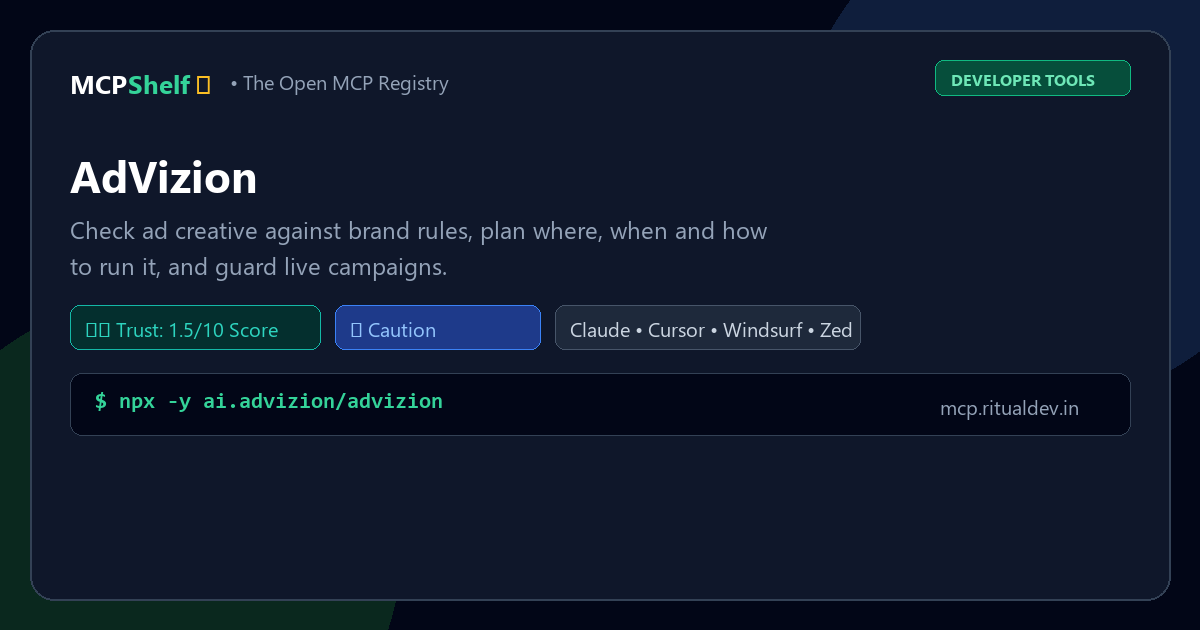 MCPShelf • The Open MCP Registry
DEVELOPER TOOLS
AdVizion
Check ad creative against brand rules, plan where, when and how
to run it, and guard live campaigns.
Trust: 1.5/10 Score
Caution
Claude • Cursor • Windsurf • Zed
$ npx -y ai.advizion/advizion
mcp.ritualdev.in